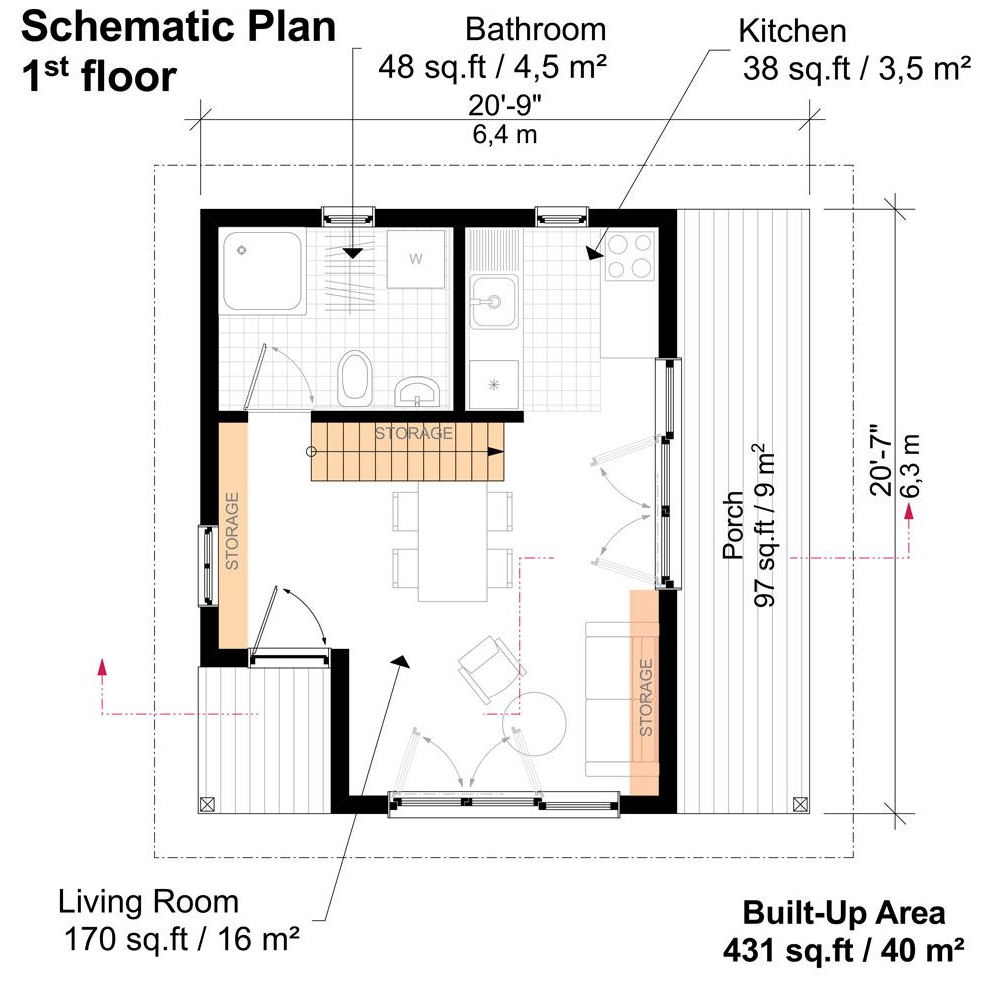 Schematic Plan
1st floor
Bathroom
48 sq.ft / 4,5 m²
Kitchen
38 sq.ft / 3,5 m²
20'-9"
6,4 m
W
STORAGE
STORAGE
20'-7"
6,3 m
Porch
97 sq.ft / 9 m²
STORAGE
Living Room
170 sq.ft / 16 m²
Built-Up Area
431 sq.ft / 40 m²